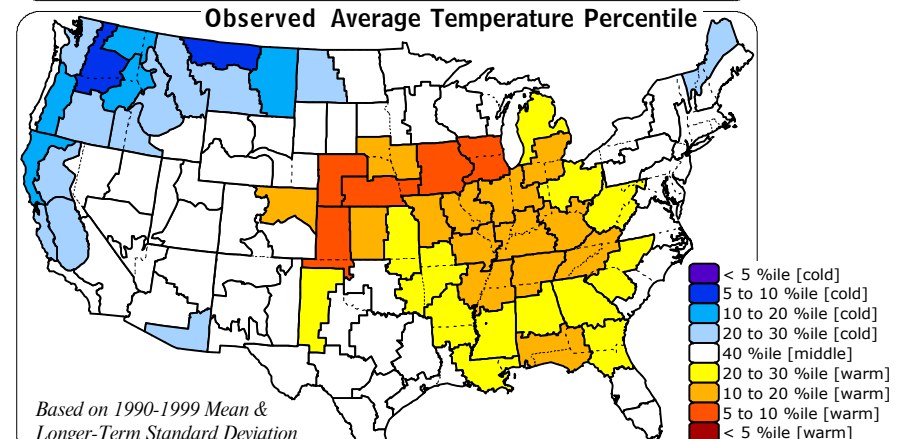 Observed Average Temperature Percentile
< 5 %ile [cold]
5 to 10 %ile [cold]
10 to 20 %ile [cold]
20 to 30 %ile [cold]
40 %ile [middle]
20 to 30 %ile [warm]
10 to 20 %ile [warm]
5 to 10 %ile [warm]
< 5 %ile [warm]
Based on 1990-1999 Mean &
Longer-Term Standard Deviation